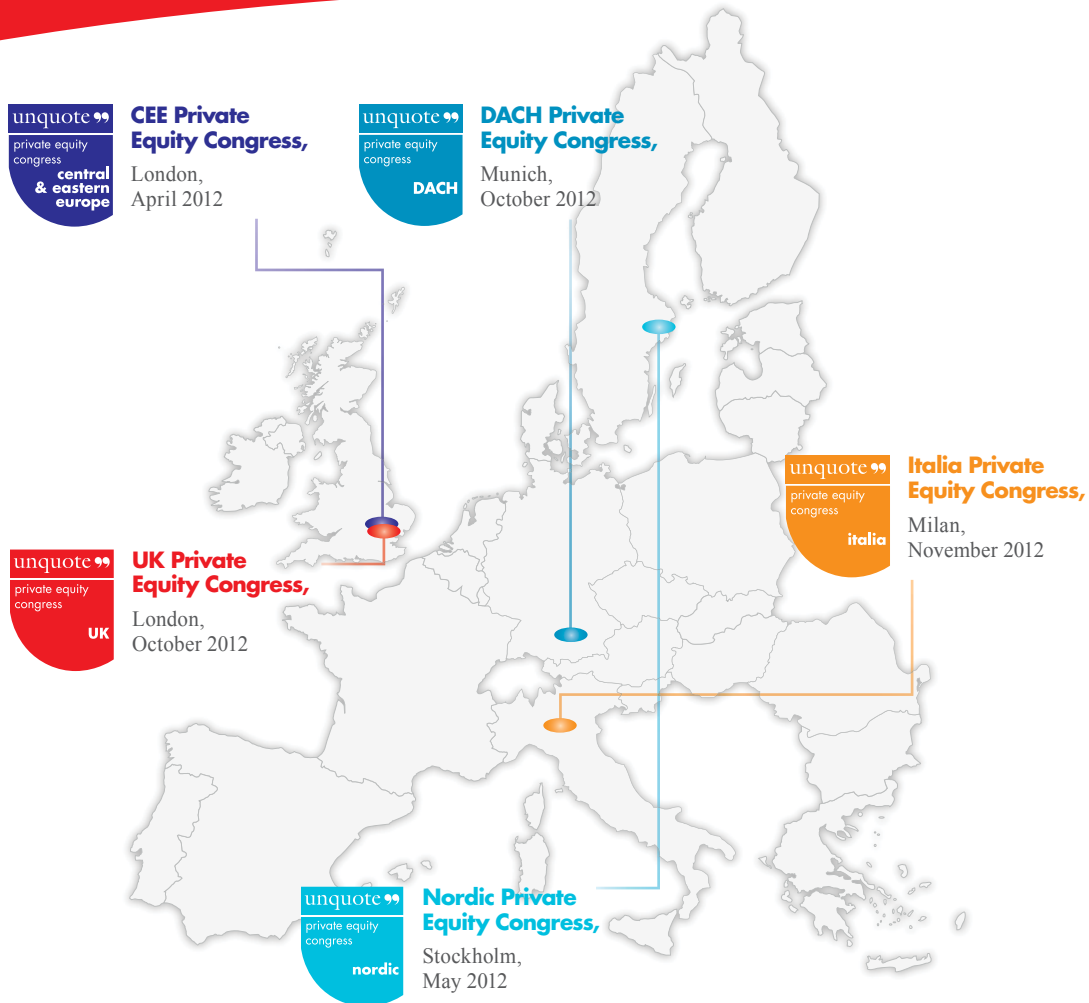 unquote ”
private equity
congress
central
& eastern
europe
CEE Private
Equity Congress,
London,
April 2012
unquote ”
private equity
congress
DACH
DACH Private
Equity Congress,
Munich,
October 2012
unquote ”
private equity
congress
italia
Italia Private
Equity Congress,
Milan,
November 2012
unquote ”
private equity
congress
UK
UK Private
Equity Congress,
London,
October 2012
unquote ”
private equity
congress
nordic
Nordic Private
Equity Congress,
Stockholm,
May 2012